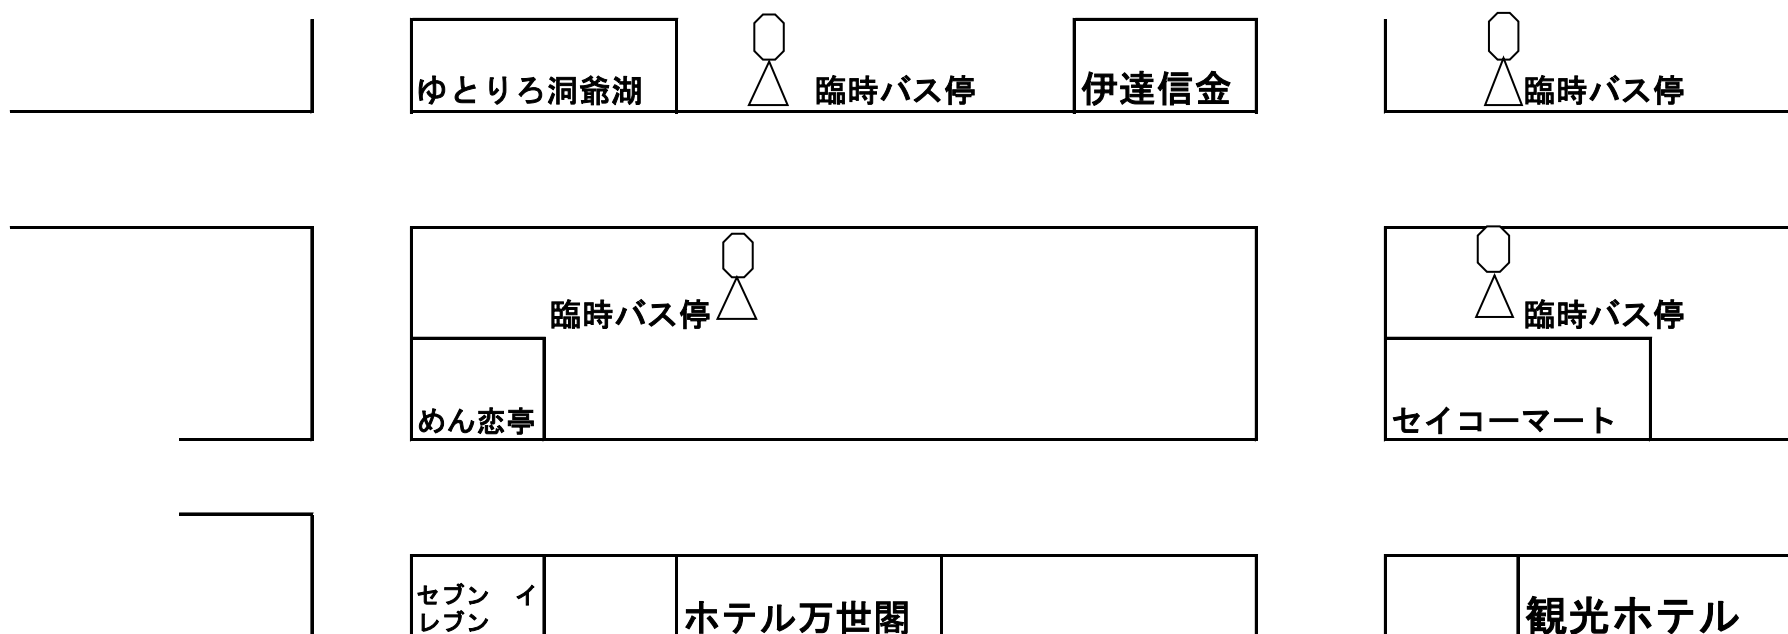 ゆとりろ洞爺湖
臨時バス停
伊達信金
臨時バス停
臨時バス停
臨時バス停
めん恋亭
セイコーマート
セブン　イ
レブン
ホテル万世閣
観光ホテル